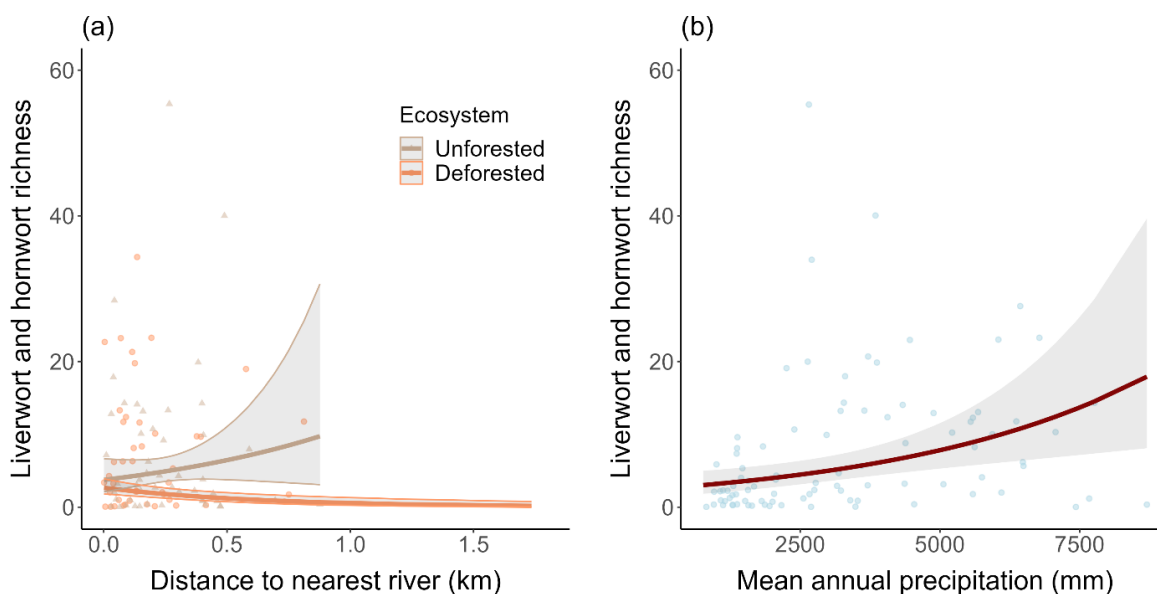 (a)
Liverwort and hornwort richness
60
40
20
0
Ecosystem
Unforested
Deforested
0.0 0.5 1.0 1.5
Distance to nearest river (km)
(b)
Liverwort and hornwort richness
60
40
20
0
2500 5000 7500
Mean annual precipitation (mm)